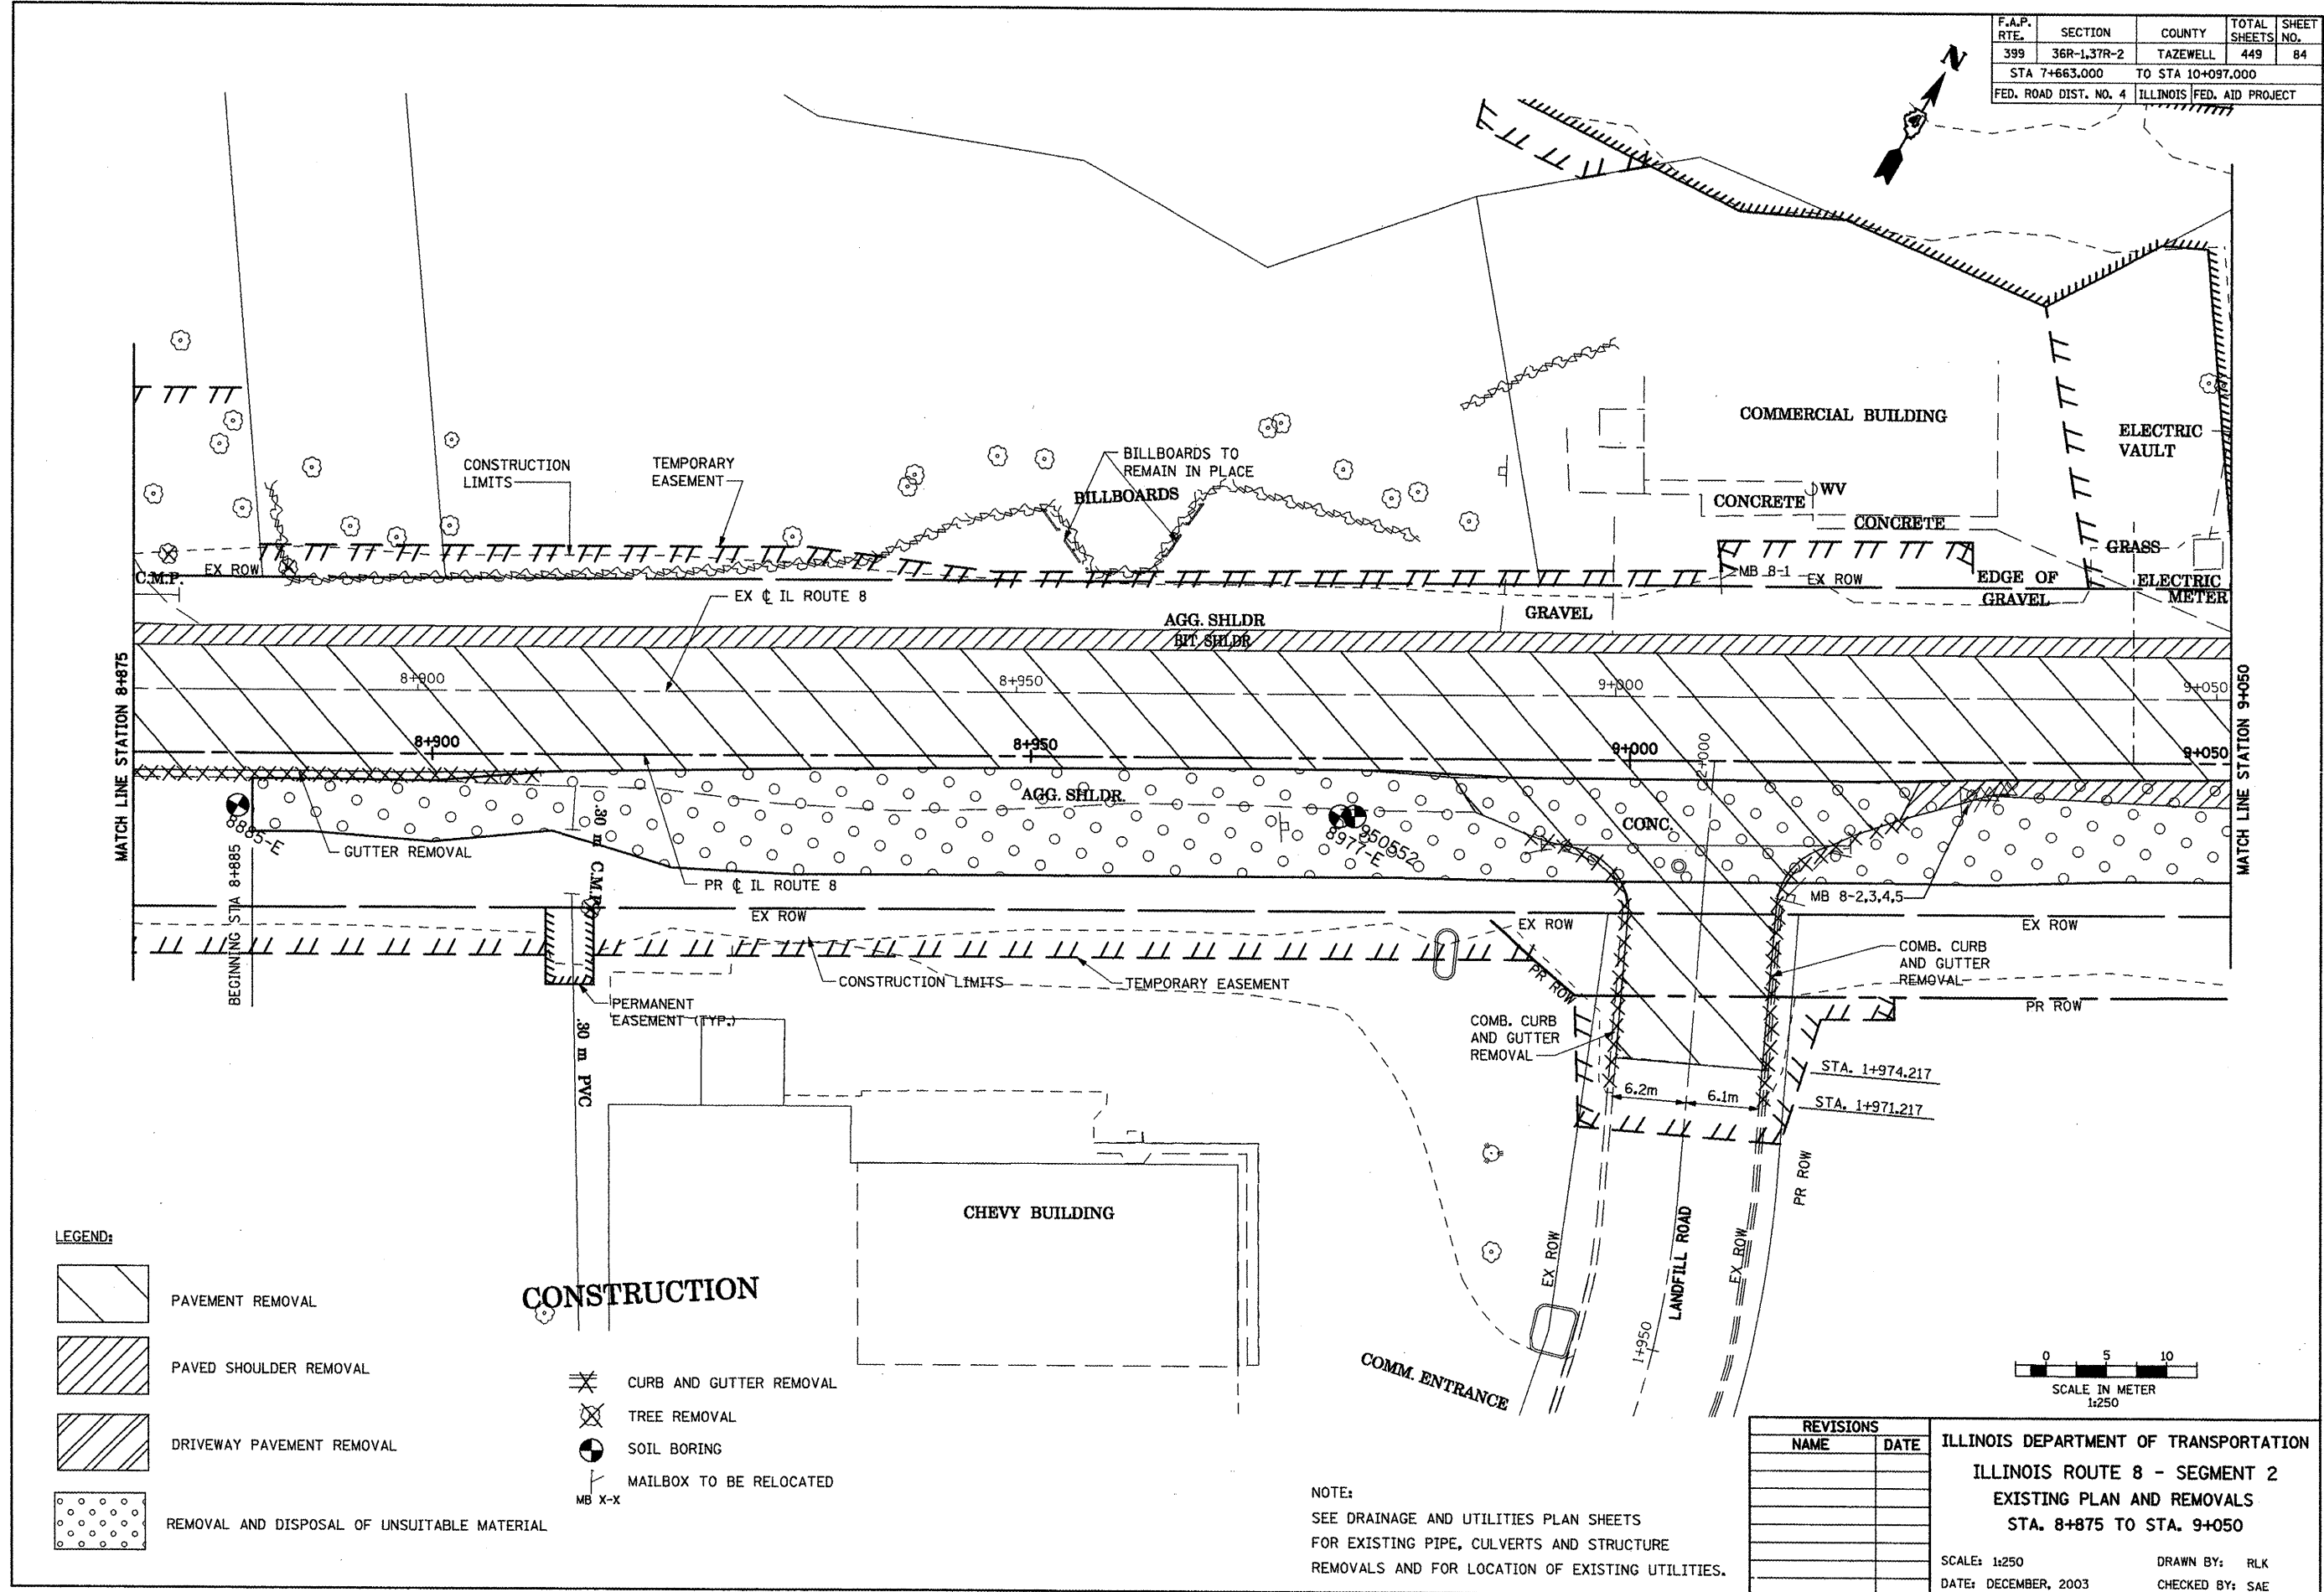 F.A.P. RTE. SECTION COUNTY TOTAL SHEETS SHEET NO.
399 36R-1,37R-2 TAZEWELL 449 84
STA 7+663.000 TO STA 10+097.000
FED. ROAD DIST. NO. 4 ILLINOIS FED. AID PROJECT
N
COMMERCIAL BUILDING
ELECTRIC
VAULT
CONSTRUCTION
LIMITS
TEMPORARY
EASEMENT
BILLBOARDS TO
REMAIN IN PLACE
BILLBOARDS
CONCRETE
WV
CONCRETE
GRASS
C.M.P.
EX ROW
MB 8-1
EX ROW
EDGE OF
GRAVEL
ELECTRIC
METER
EX ℄ IL ROUTE 8
AGG. SHLDR
GRAVEL
BIT. SHLDR
MATCH LINE STATION 8+875
8+900
8+950
9+000
9+050
MATCH LINE STATION 9+050
8+900
8+950
9+000
2+000
9+050
8885-E
GUTTER REMOVAL
BEGINNING STA 8+885
.30 m C.M.P.
AGG. SHLDR.
950552
8977-E
CONC.
PR ℄ IL ROUTE 8
MB 8-2,3,4,5
EX ROW
EX ROW
EX ROW
PR ROW
COMB. CURB
AND GUTTER
REMOVAL
CONSTRUCTION LIMITS
TEMPORARY EASEMENT
PR ROW
PERMANENT
EASEMENT (TYP.)
.30 m PVC
COMB. CURB
AND GUTTER
REMOVAL
STA. 1+974.217
6.2m
6.1m
STA. 1+971.217
PR ROW
CHEVY BUILDING
EX ROW
LANDFILL ROAD
EX ROW
1+950
COMM. ENTRANCE
CONSTRUCTION
LEGEND:
PAVEMENT REMOVAL
PAVED SHOULDER REMOVAL
DRIVEWAY PAVEMENT REMOVAL
REMOVAL AND DISPOSAL OF UNSUITABLE MATERIAL
CURB AND GUTTER REMOVAL
TREE REMOVAL
SOIL BORING
MAILBOX TO BE RELOCATED
MB X-X
NOTE:
SEE DRAINAGE AND UTILITIES PLAN SHEETS
FOR EXISTING PIPE, CULVERTS AND STRUCTURE
REMOVALS AND FOR LOCATION OF EXISTING UTILITIES.
0 5 10
SCALE IN METER
1:250
REVISIONS
NAME DATE
ILLINOIS DEPARTMENT OF TRANSPORTATION
ILLINOIS ROUTE 8 - SEGMENT 2
EXISTING PLAN AND REMOVALS
STA. 8+875 TO STA. 9+050
SCALE: 1:250 DRAWN BY: RLK
DATE: DECEMBER, 2003 CHECKED BY: SAE